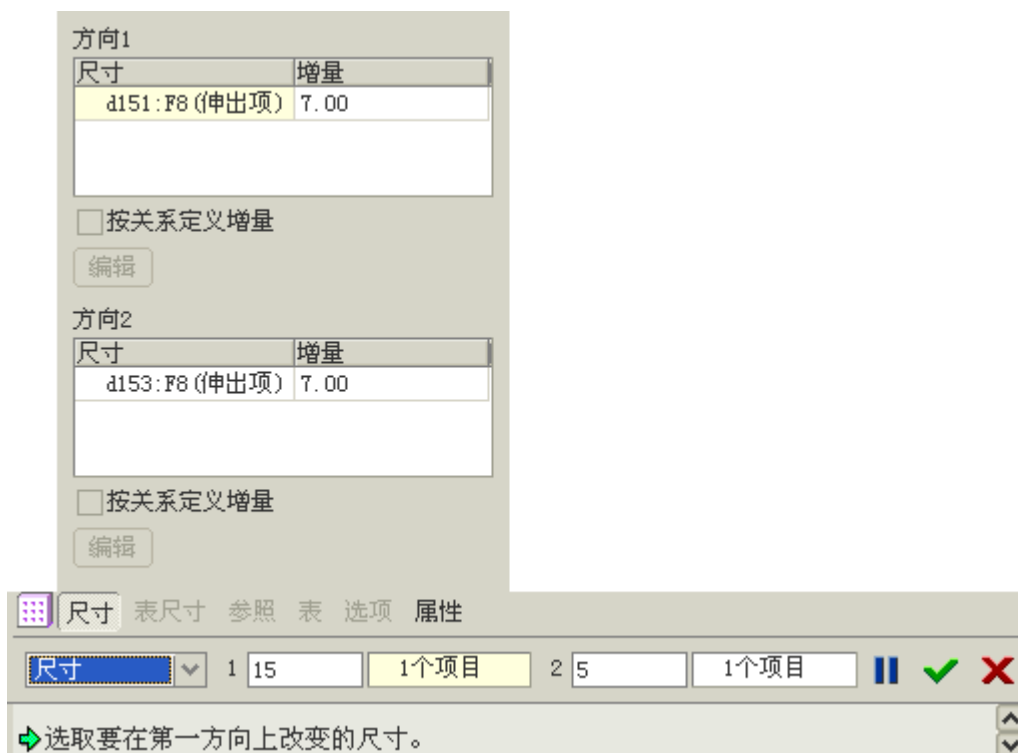 方向1
尺寸 增量
d151:F8(伸出项) 7.00
按关系定义增量
编辑
方向2
尺寸 增量
d153:F8(伸出项) 7.00
按关系定义增量
编辑
尺寸 表尺寸 参照 表 选项 属性
尺寸 1 15 1个项目 2 5 1个项目
选取要在第一方向上改变的尺寸。